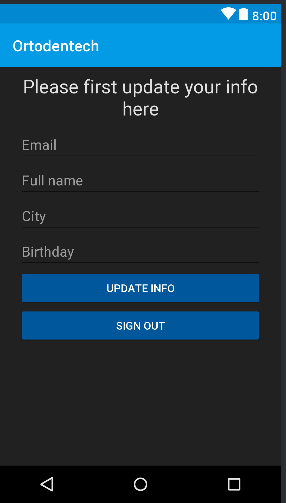 8:00
Ortodentech
Please first update your info
here
Email
Full name
City
Birthday
UPDATE INFO
SIGN OUT